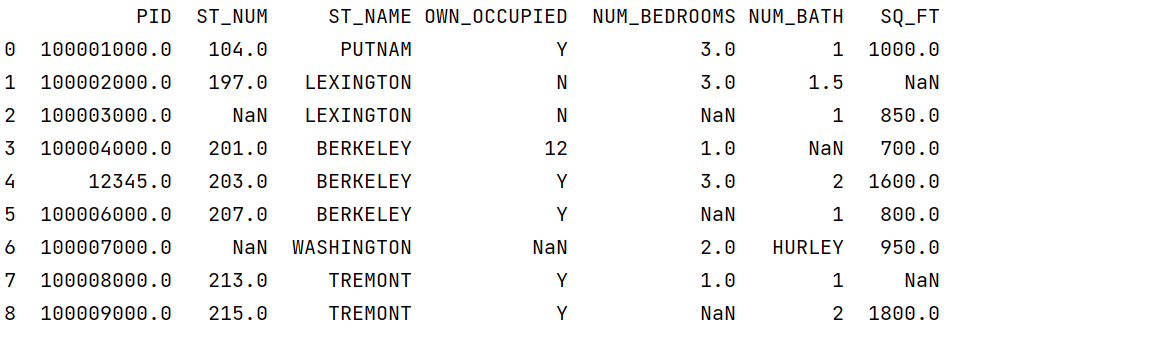 PID ST_NUM ST_NAME OWN_OCCUPIED NUM_BEDROOMS NUM_BATH SQ_FT
0 100001000.0 104.0 PUTNAM Y 3.0 1 1000.0
1 100002000.0 197.0 LEXINGTON N 3.0 1.5 NaN
2 100003000.0 NaN LEXINGTON N NaN 1 850.0
3 100004000.0 201.0 BERKELEY 12 1.0 NaN 700.0
4 12345.0 203.0 BERKELEY Y 3.0 2 1600.0
5 100006000.0 207.0 BERKELEY Y NaN 1 800.0
6 100007000.0 NaN WASHINGTON NaN 2.0 HURLEY 950.0
7 100008000.0 213.0 TREMONT Y 1.0 1 NaN
8 100009000.0 215.0 TREMONT Y NaN 2 1800.0